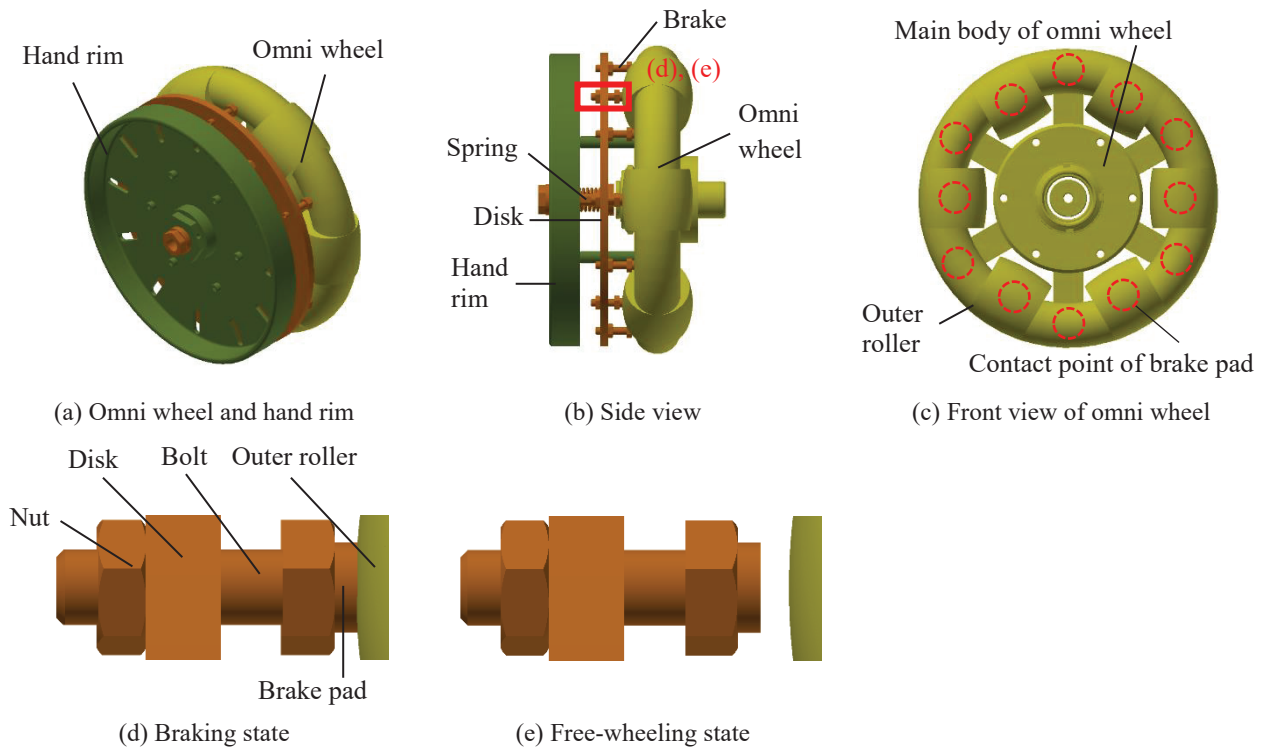 Hand rim
Omni wheel
(a) Omni wheel and hand rim
Brake
(d), (e)
Omni
wheel
Spring
Disk
Hand
rim
(b) Side view
Main body of omni wheel
Outer
roller
Contact point of brake pad
(c) Front view of omni wheel
Disk
Bolt
Outer roller
Nut
Brake pad
(d) Braking state
(e) Free-wheeling state